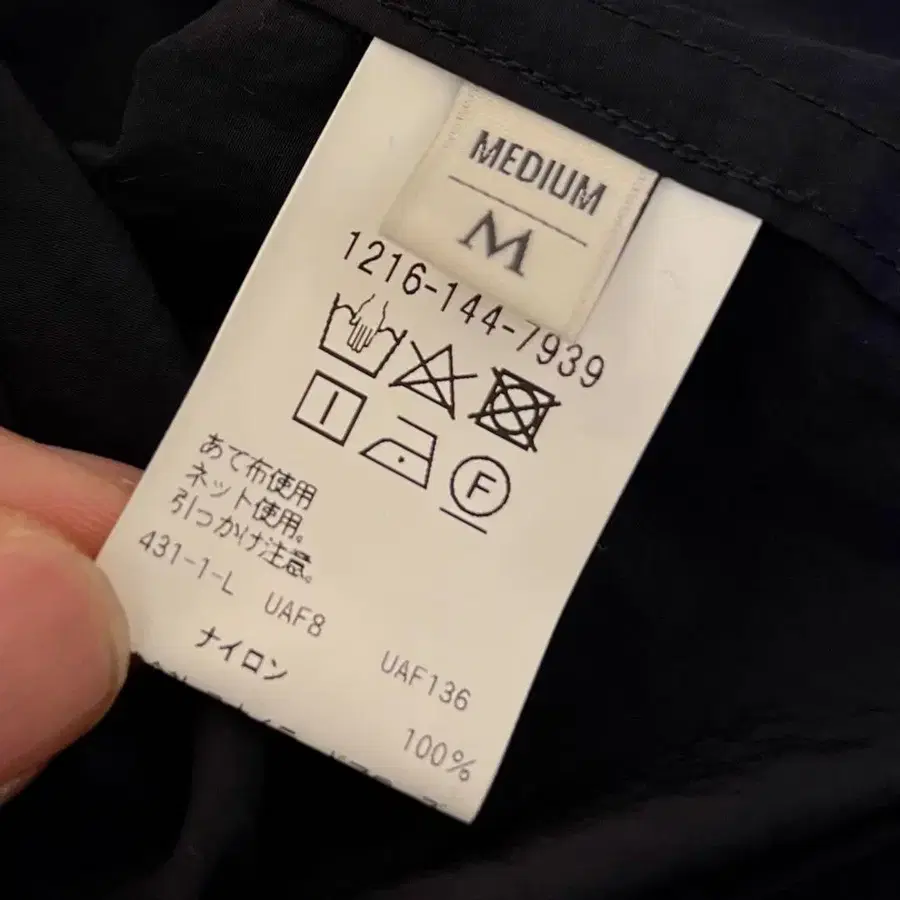 MEDIUM
M
1216-144-7939
F
あて布使用
ネット使用。
引っかけ注意。
431-1-L UAF8 UAF136
ナイロン 100%